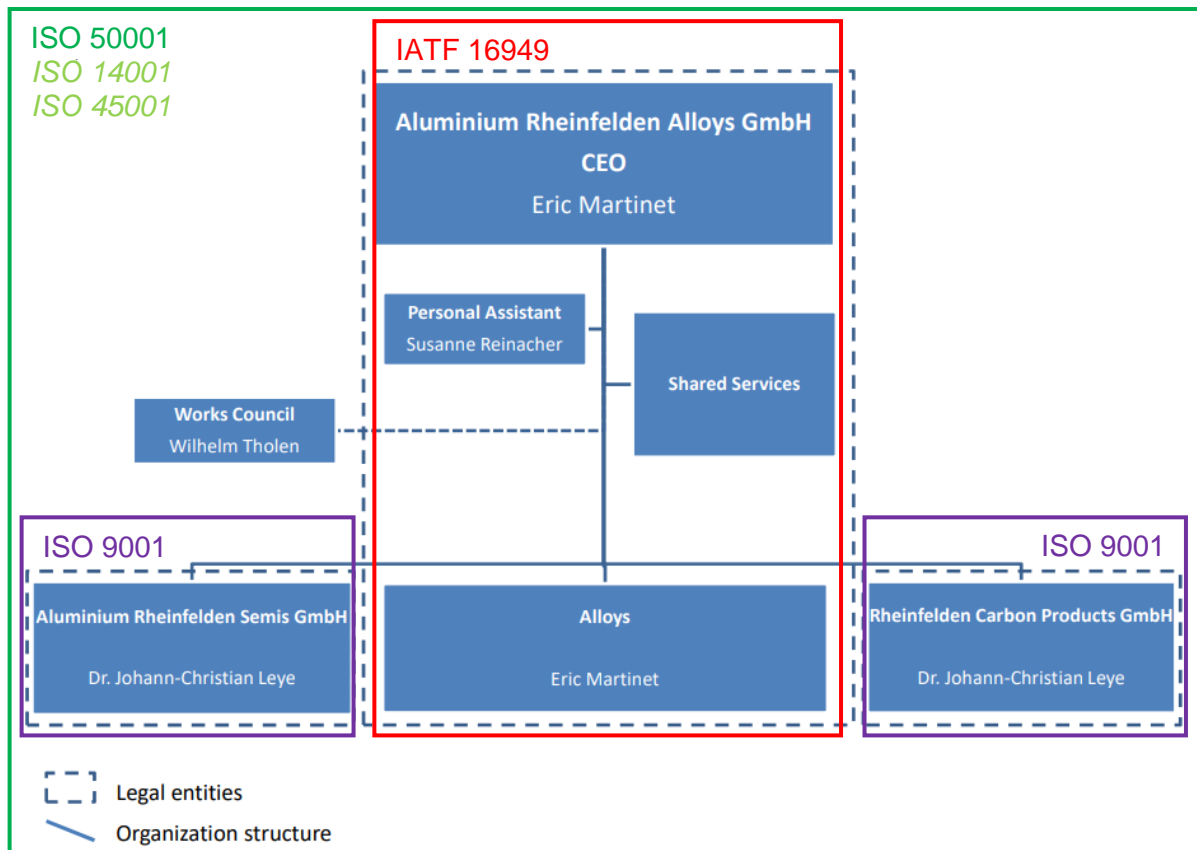 ISO 50001
ISO 14001
ISO 45001
IATF 16949
Aluminium Rheinfelden Alloys GmbH
CEO
Eric Martinet
Personal Assistant
Susanne Reinacher
Shared Services
Works Council
Wilhelm Tholen
ISO 9001
ISO 9001
Aluminium Rheinfelden Semis GmbH
Dr. Johann-Christian Leye
Alloys
Eric Martinet
Rheinfelden Carbon Products GmbH
Dr. Johann-Christian Leye
Legal entities
Organization structure